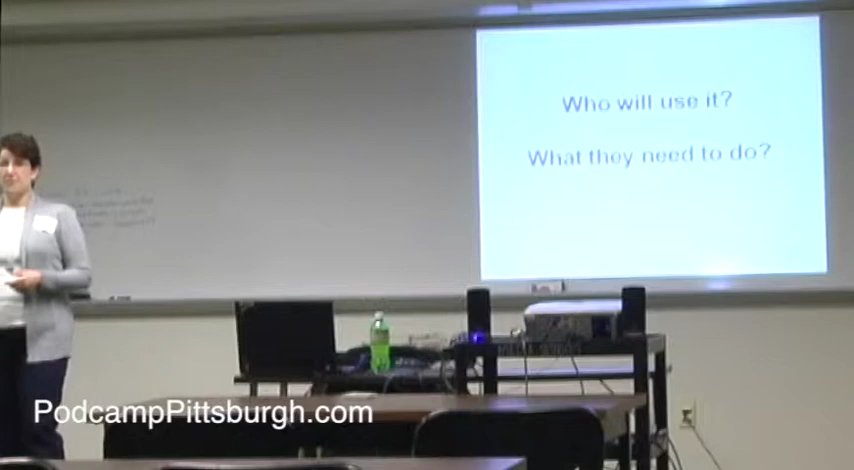 Who will use it?
What they need to do?
PodcampPittsburgh.com